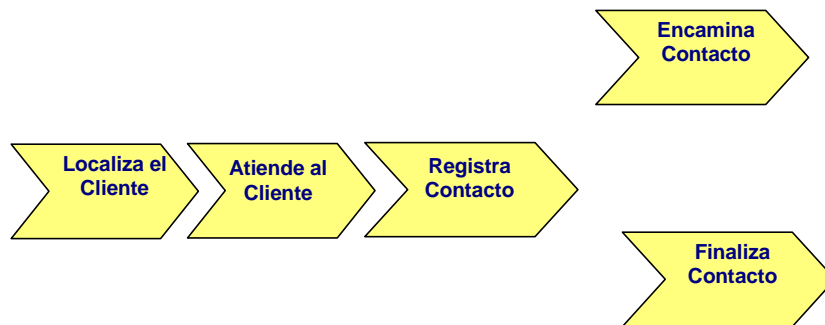 Encamina
Contacto
Localiza el
Cliente
Atiende al
Cliente
Registra
Contacto
Finaliza
Contacto